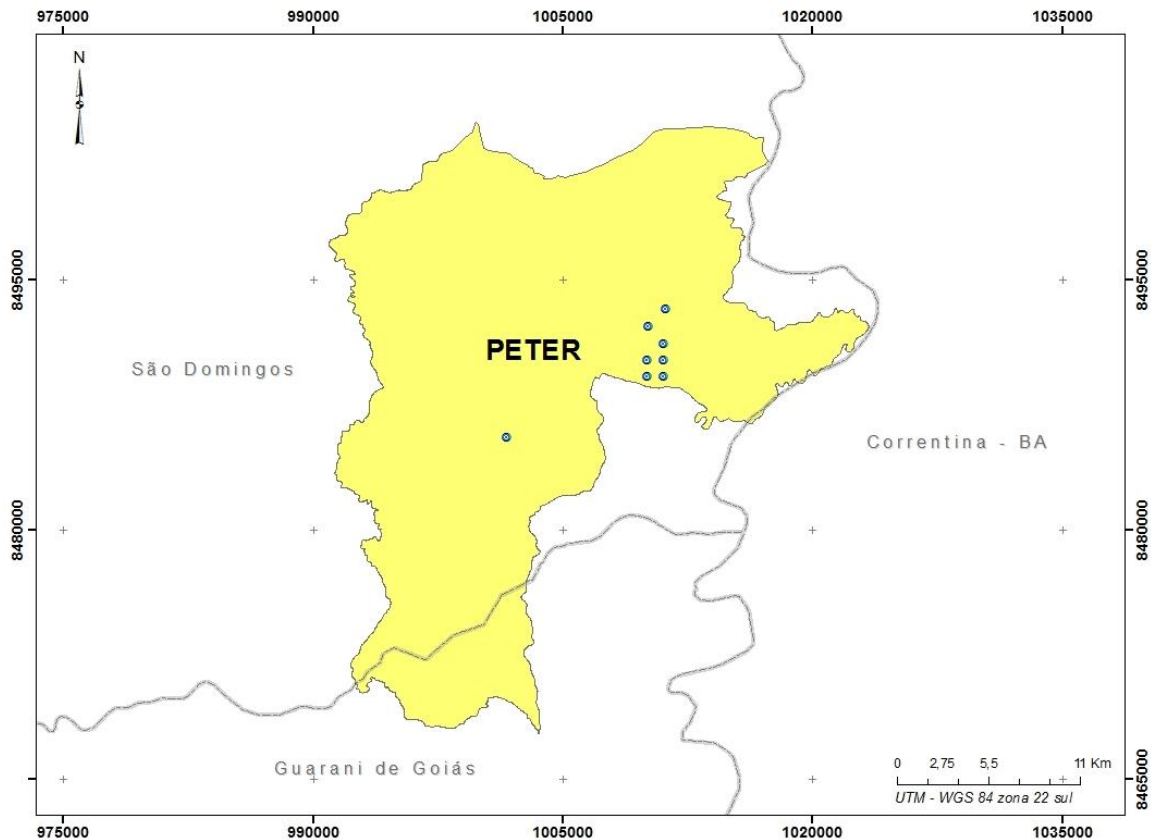 975000 990000 1005000 1020000 1035000
N
8495000 8495000
PETER
São Domingos
Correntina - BA
8480000 8480000
Guarani de Goiás
0 2,75 5,5 11 Km
8465000 8465000
UTM - WGS 84 zona 22 sul
975000 990000 1005000 1020000 1035000